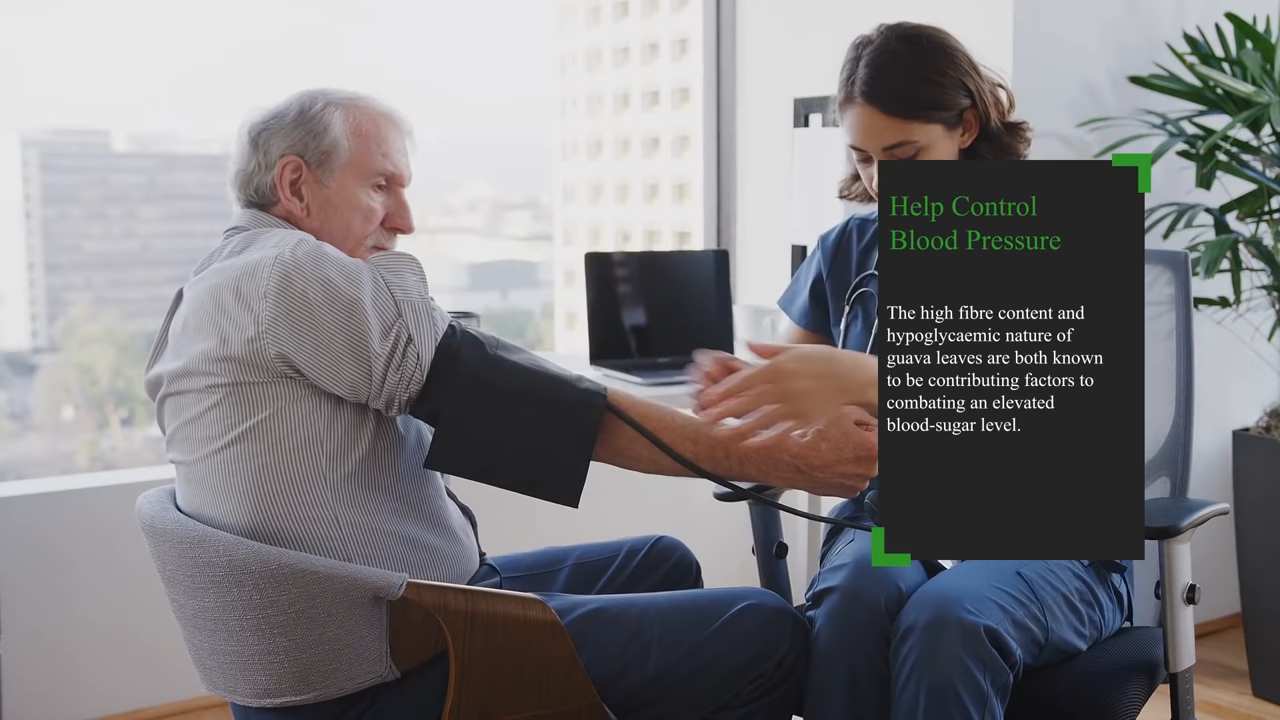 Help Control
Blood Pressure
The high fibre content and
hypoglycaemic nature of
guava leaves are both known
to be contributing factors to
combating an elevated
blood-sugar level.